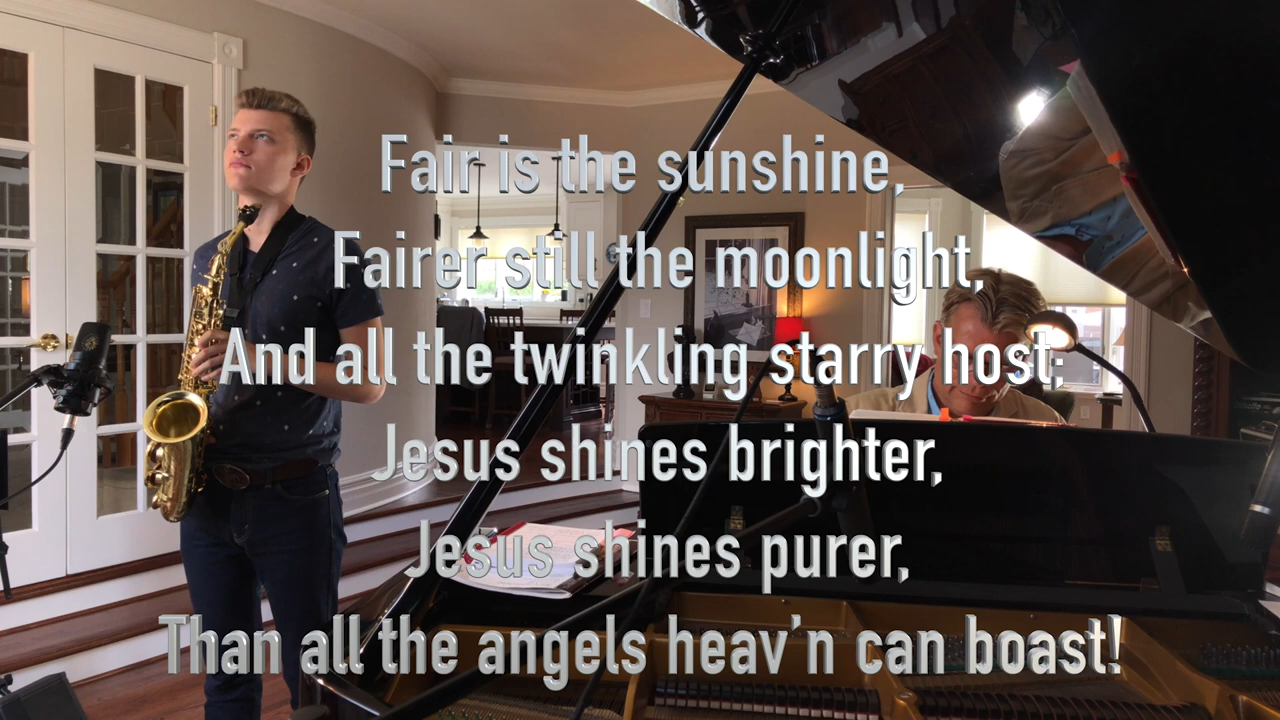 Fair is the sunshine,
Fairer still the moonlight,
And all the twinkling starry host;
Jesus shines brighter,
Jesus shines purer,
Than all the angels heav'n can boast!